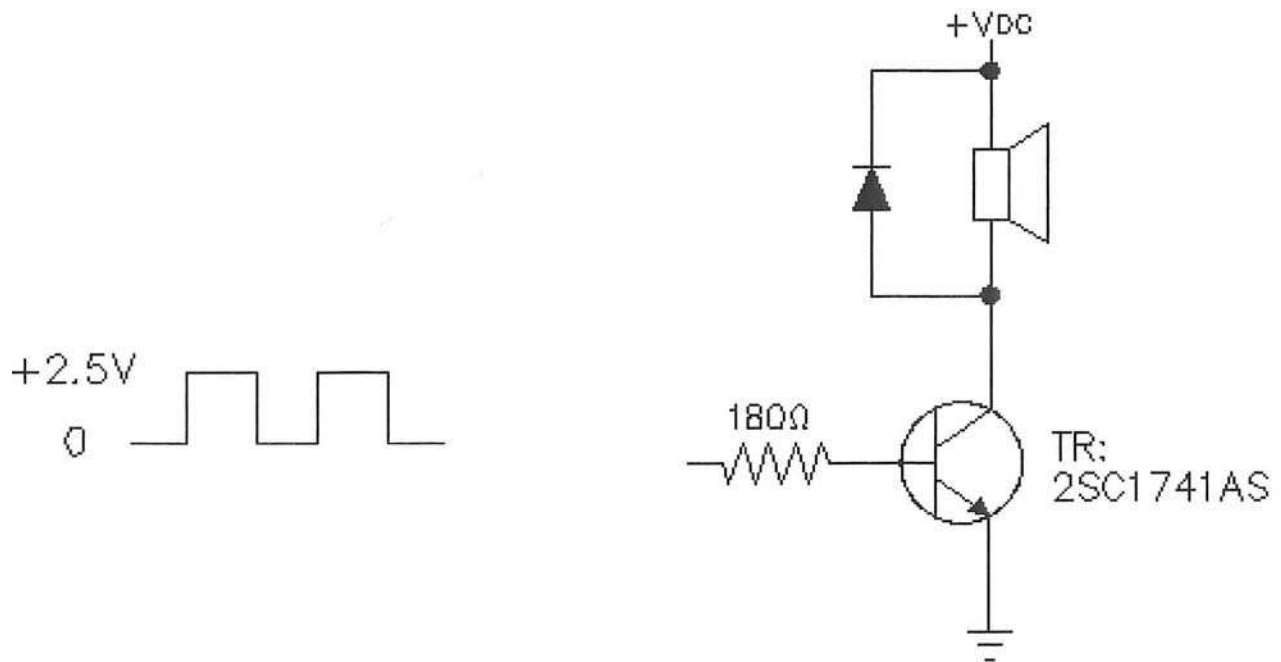 +VDC
+2.5V
0
180Ω
TR:
2SC1741AS